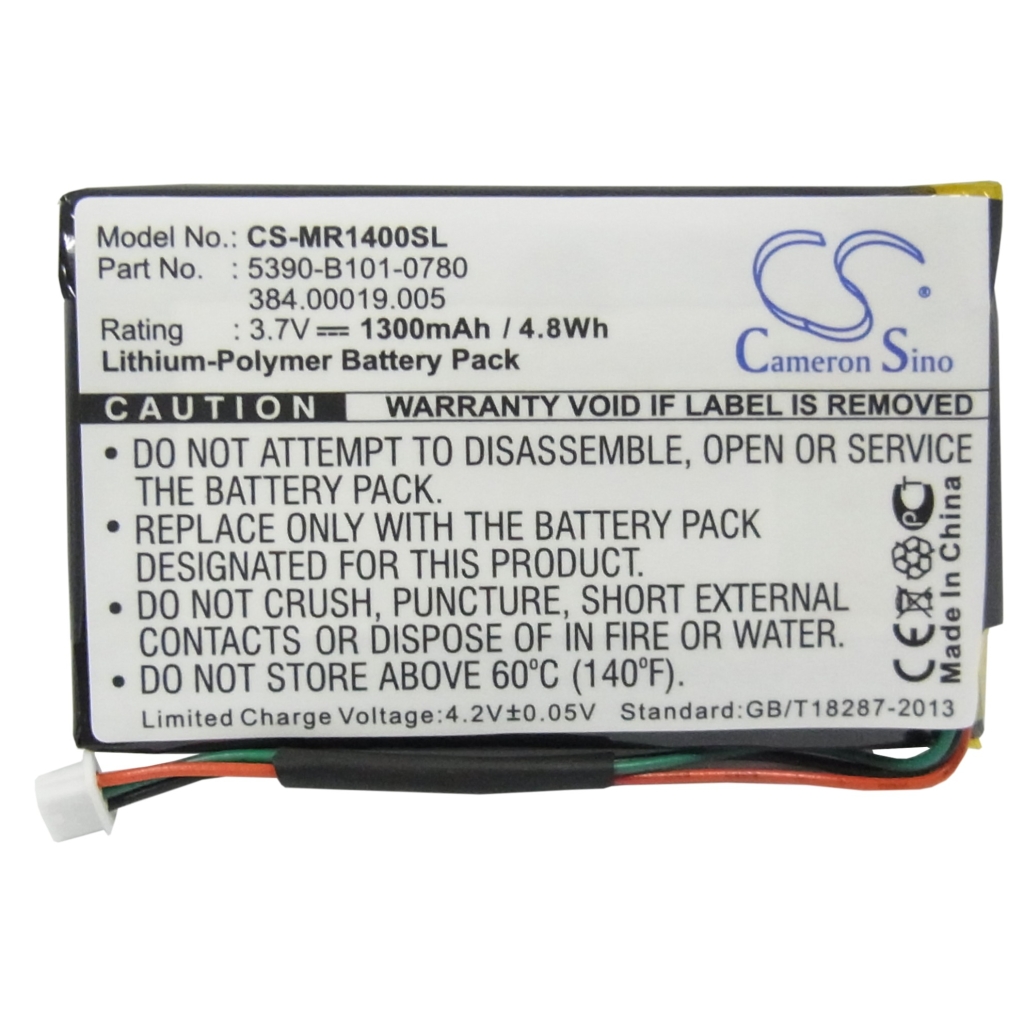 Model No.: CS-MR1400SL
Part No. : 5390-B101-0780
384.00019.005
Rating : 3.7V 1300mAh / 4.8Wh
Lithium-Polymer Battery Pack
CS ®
Cameron Sino
CAUTION WARRANTY VOID IF LABEL IS REMOVED
• DO NOT ATTEMPT TO DISASSEMBLE, OPEN OR SERVICE
THE BATTERY PACK.
• REPLACE ONLY WITH THE BATTERY PACK
DESIGNATED FOR THIS PRODUCT.
• DO NOT CRUSH, PUNCTURE, SHORT EXTERNAL
CONTACTS OR DISPOSE OF IN FIRE OR WATER.
• DO NOT STORE ABOVE 60°C (140°F).
Limited Charge Voltage:4.2V±0.05V Standard:GB/T18287-2013
CE PCT
Made In China